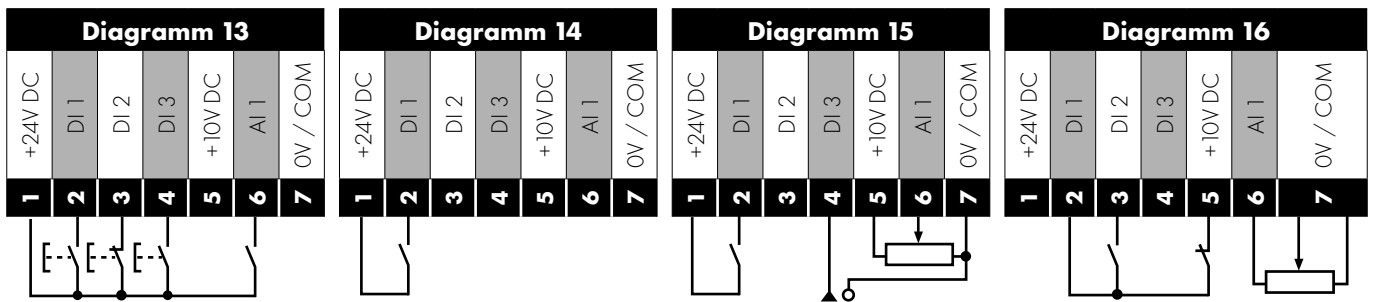 Diagramm 13
+24V DC
DI 1
DI 2
DI 3
+10V DC
AI 1
0V / COM
1
2
3
4
5
6
7
Diagramm 14
+24V DC
DI 1
DI 2
DI 3
+10V DC
AI 1
0V / COM
1
2
3
4
5
6
7
Diagramm 15
+24V DC
DI 1
DI 2
DI 3
+10V DC
AI 1
0V / COM
1
2
3
4
5
6
7
Diagramm 16
+24V DC
DI 1
DI 2
DI 3
+10V DC
AI 1
0V / COM
1
2
3
4
5
6
7